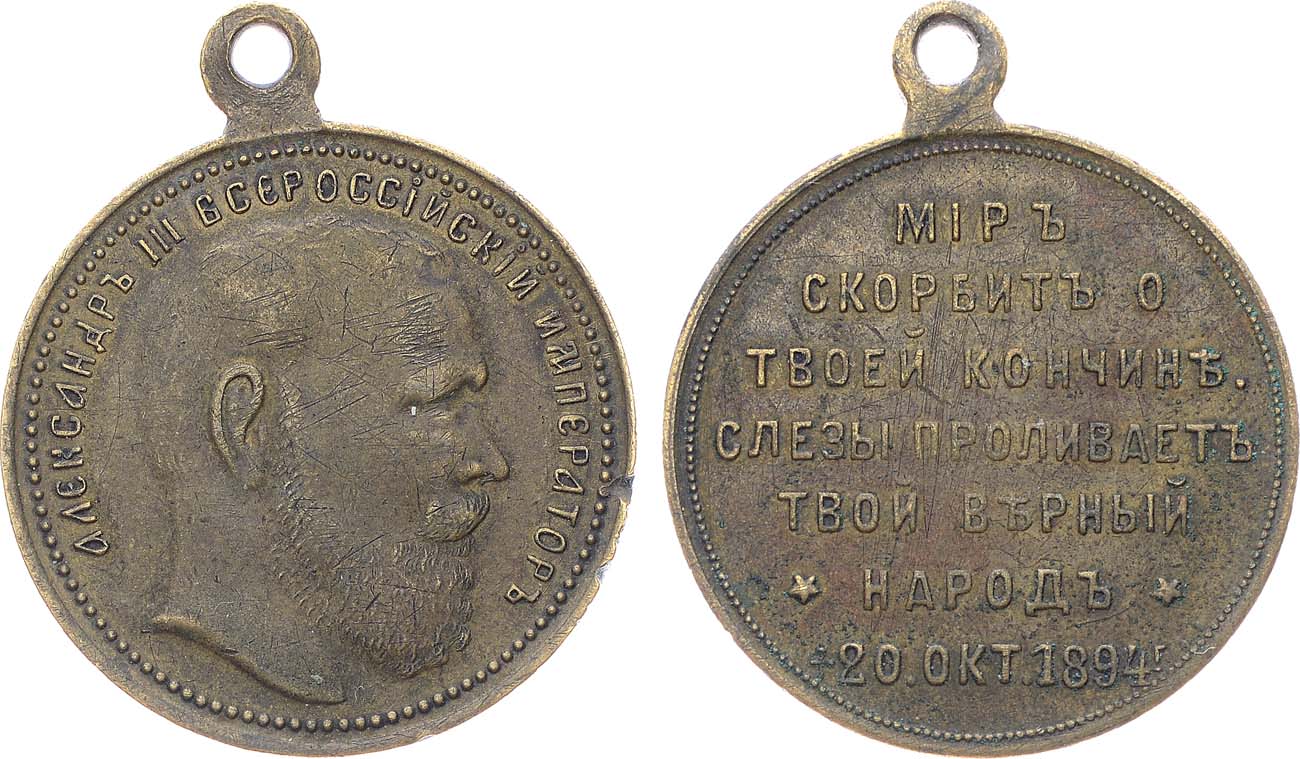 АЛЕКСАНДРЪ III ВСЕРОССІЙСКІЙ ИМПЕРАТОРЪ
МІРЪ
СКОРБИТЪ О
ТВОЕЙ КОНЧИНѢ.
СЛЕЗЫ ПРОЛИВАЕТЪ
ТВОЙ ВѢРНЫЙ
НАРОДЪ
20.ОКТ.1894Г